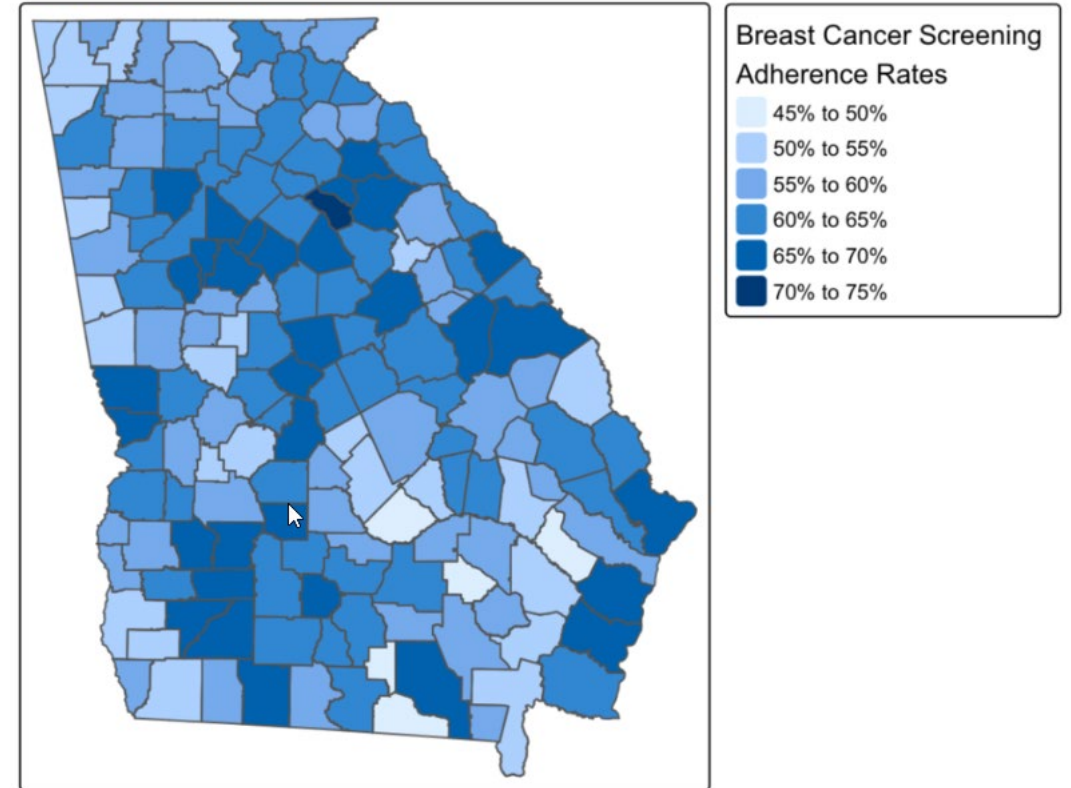 Breast Cancer Screening
Adherence Rates
45% to 50%
50% to 55%
55% to 60%
60% to 65%
65% to 70%
70% to 75%